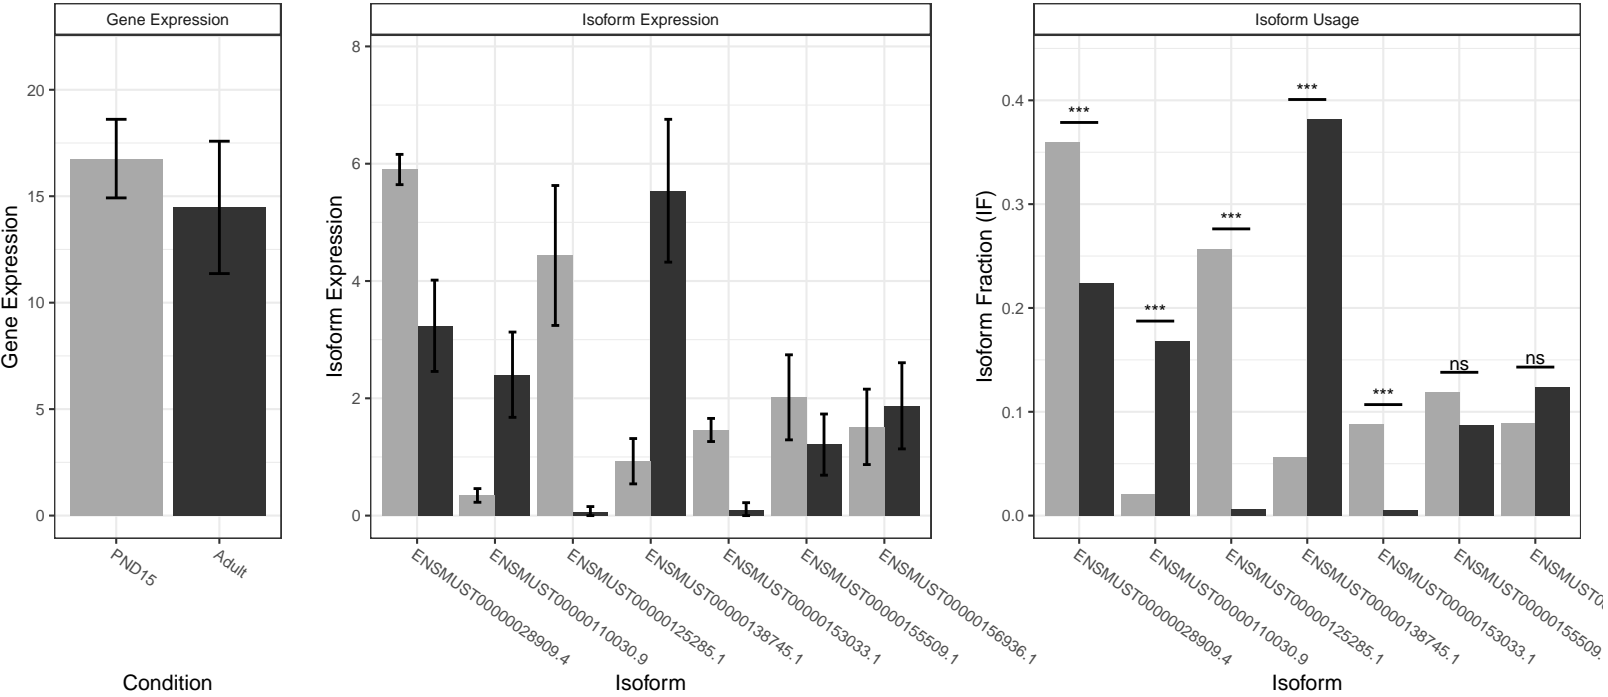 Gene Expression
Isoform Expression
Isoform Usage
Gene Expression
20
15
10
5
0
PND15
Adult
Condition
Isoform Expression
8
6
4
2
0
ENSMUST00000028909.4
ENSMUST00000110030.9
ENSMUST00000125285.1
ENSMUST00000138745.1
ENSMUST00000153033.1
ENSMUST00000155509.1
ENSMUST00000156936.1
Isoform
Isoform Fraction (IF)
0.4
0.3
0.2
0.1
0.0
***
***
***
***
***
ns
ns
ENSMUST00000028909.4
ENSMUST00000110030.9
ENSMUST00000125285.1
ENSMUST00000138745.1
ENSMUST00000153033.1
ENSMUST00000155509.
Isoform